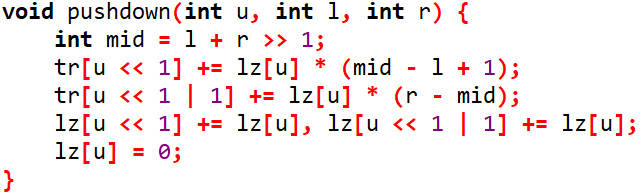 void pushdown(int u, int l, int r) {
    int mid = l + r >> 1;
    tr[u << 1] += lz[u] * (mid - l + 1);
    tr[u << 1 | 1] += lz[u] * (r - mid);
    lz[u << 1] += lz[u], lz[u << 1 | 1] += lz[u];
    lz[u] = 0;
}